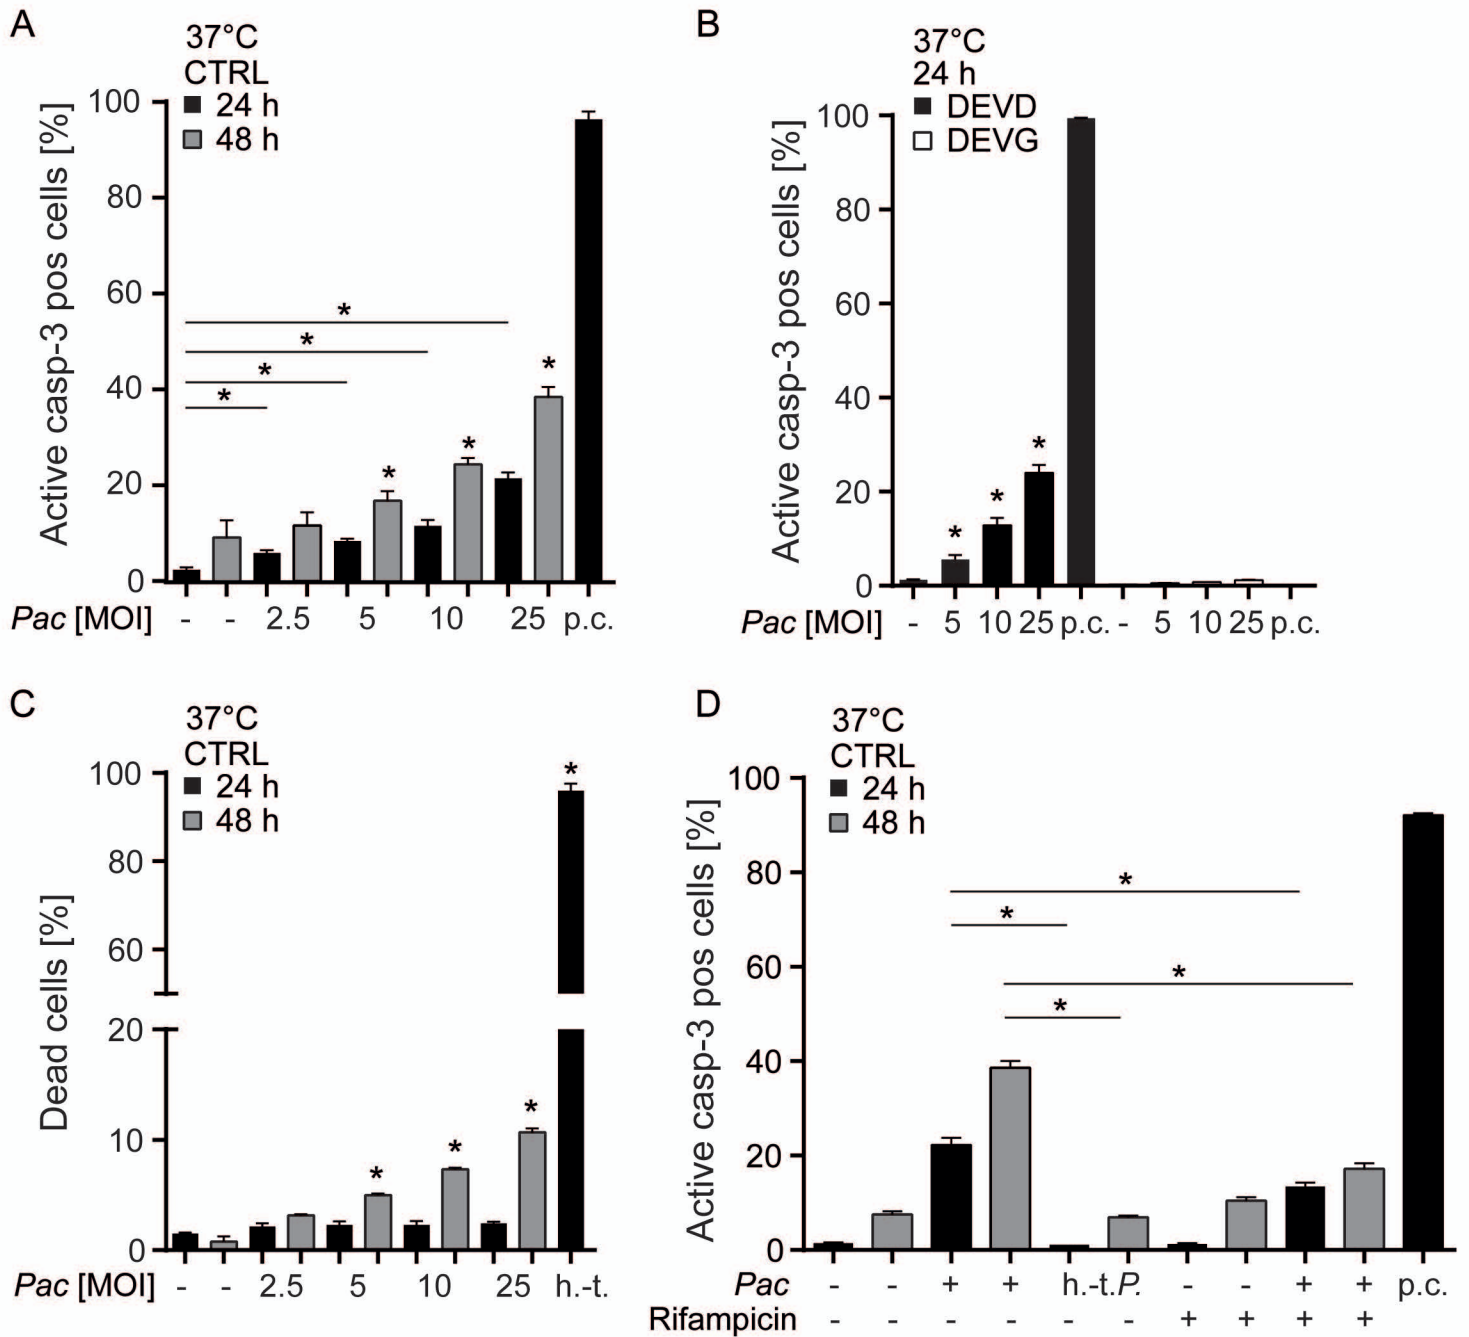 A
37°C
CTRL
24 h
48 h
Active casp-3 pos cells [%]
100
80
60
40
20
0
*
*
*
*
*
*
*
Pac [MOI] - - 2.5 5 10 25 p.c.
B
37°C
24 h
DEVD
DEVG
Active casp-3 pos cells [%]
100
80
60
40
20
0
*
*
*
Pac [MOI] - 5 10 25 p.c. - 5 10 25 p.c.
C
37°C
CTRL
24 h
48 h
Dead cells [%]
100
80
60
20
10
0
*
*
*
*
Pac [MOI] - - 2.5 5 10 25 h.-t.
D
37°C
CTRL
24 h
48 h
Active casp-3 pos cells [%]
100
80
60
40
20
0
*
*
*
*
Pac - - + + h.-t.P. - - + + p.c.
Rifampicin - - - - - - + + + +